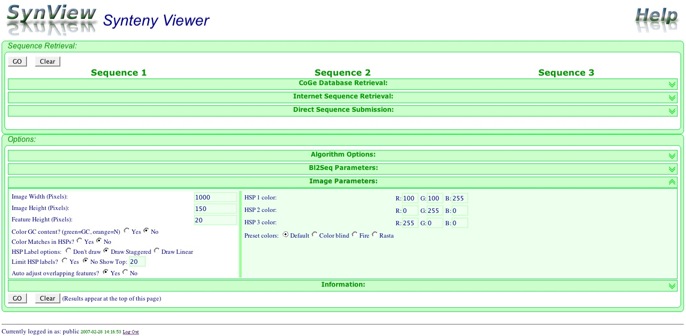 SynView Synteny Viewer Help
Sequence Retrieval:
GO Clear
Sequence 1 Sequence 2 Sequence 3
CoGe Database Retrieval:
Internet Sequence Retrieval:
Direct Sequence Submission:
Options:
Algorithm Options:
Bl2Seq Parameters:
Image Parameters:
Image Width (Pixels): 1000 HSP 1 color: R: 100 G: 100 B: 255
Image Height (Pixels): 150 HSP 2 color: R: 0 G: 255 B: 0
Feature Height (Pixels): 20 HSP 3 color: R: 255 G: 0 B: 0
Color GC content? (green=GC, orange=N) Yes No Preset colors: Default Color blind Fire Rasta
Color Matches in HSPs? Yes No
HSP Label options: Don't draw Draw Staggered Draw Linear
Limit HSP labels? Yes No Show Top: 20
Auto adjust overlapping features? Yes No
Information:
GO Clear (Results appear at the top of this page)
Currently logged in as: public 2007-02-28 14:16:53 Log Out